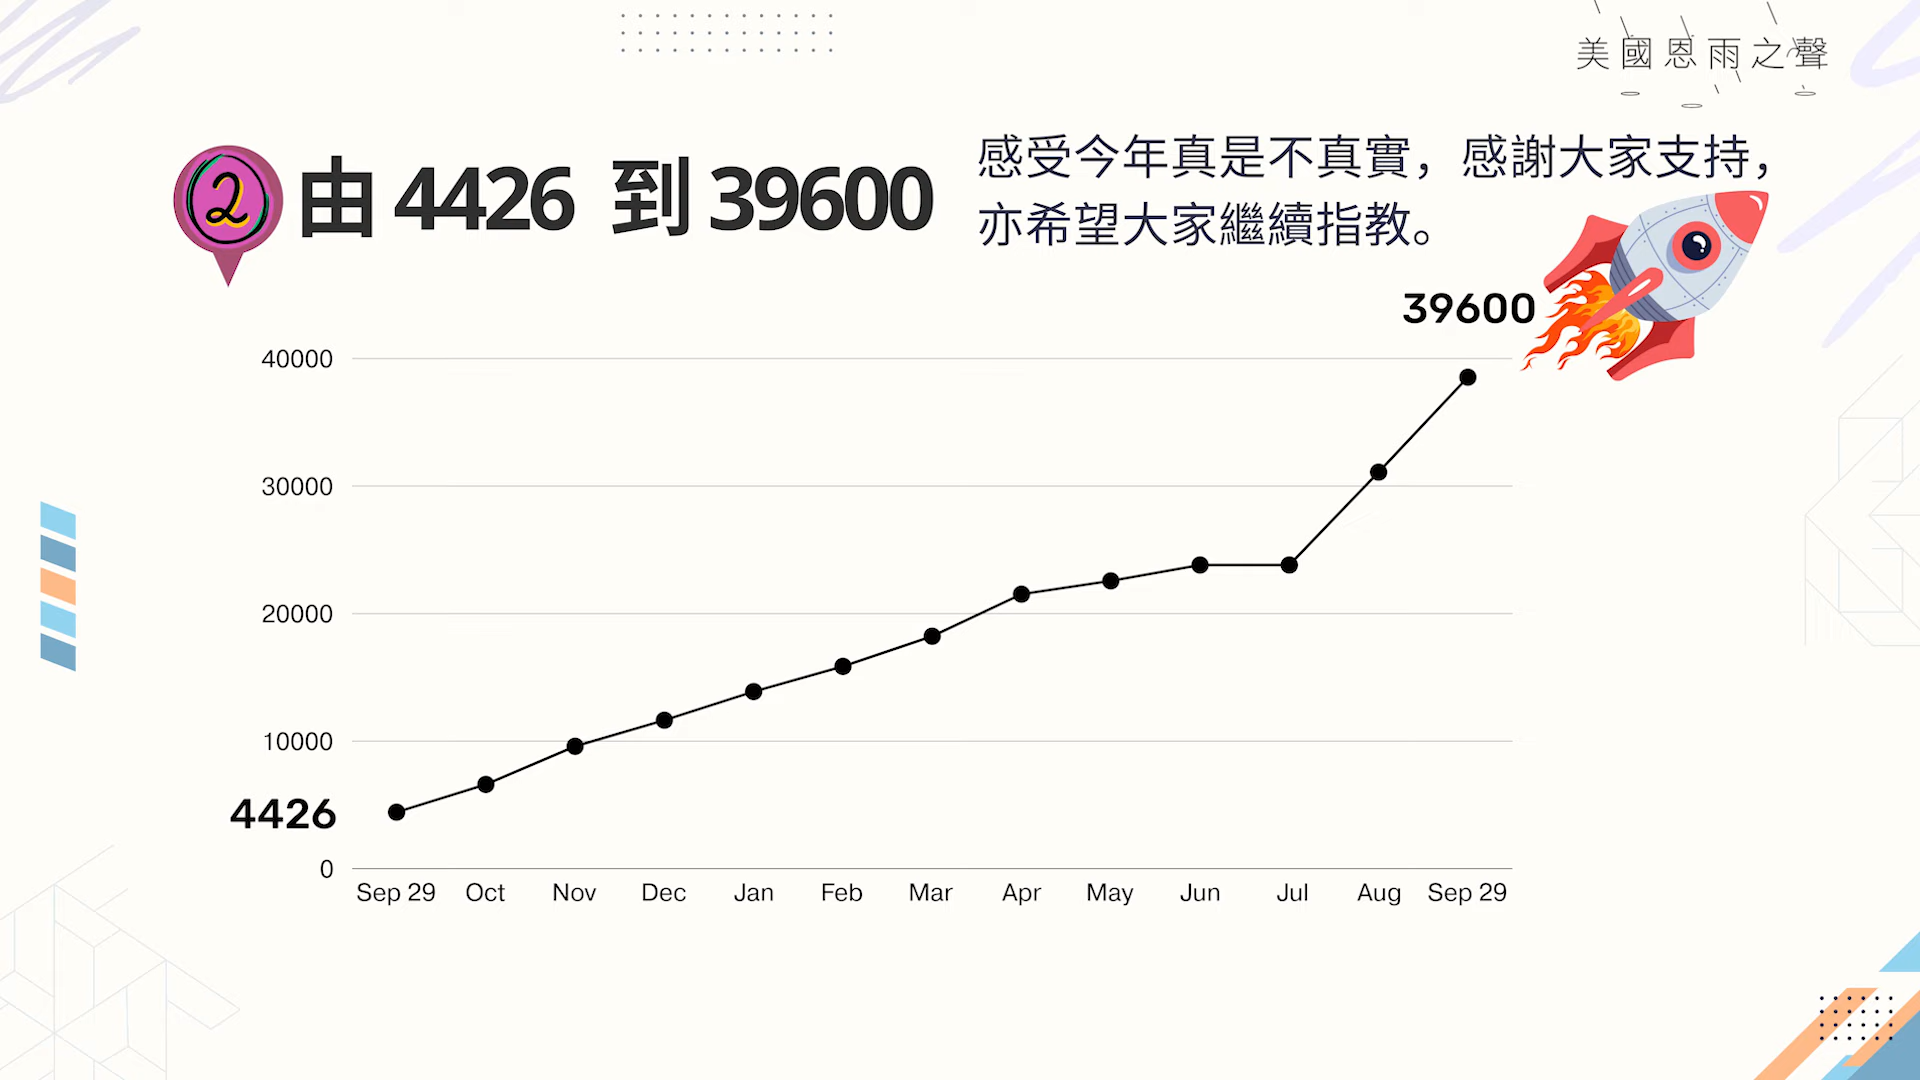 美國恩雨之聲
2 由 4426 到 39600
感受今年真是不真實，感謝大家支持，
亦希望大家繼續指教。
39600
40000
30000
20000
10000
4426
0
Sep 29 Oct Nov Dec Jan Feb Mar Apr May Jun Jul Aug Sep 29